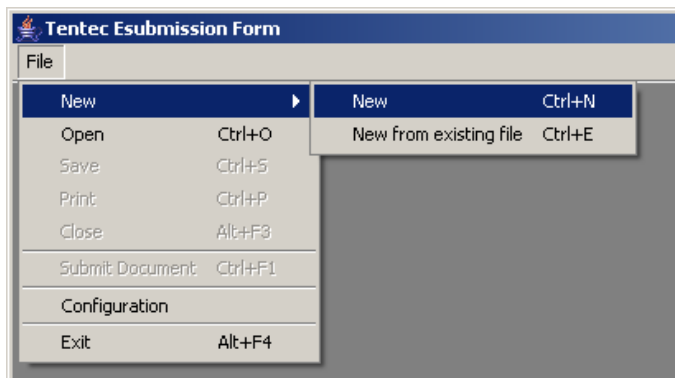 Tentec Esubmission Form
File
New New Ctrl+N
Open Ctrl+O New from existing file Ctrl+E
Save Ctrl+S
Print Ctrl+P
Close Alt+F3
Submit Document Ctrl+F1
Configuration
Exit Alt+F4